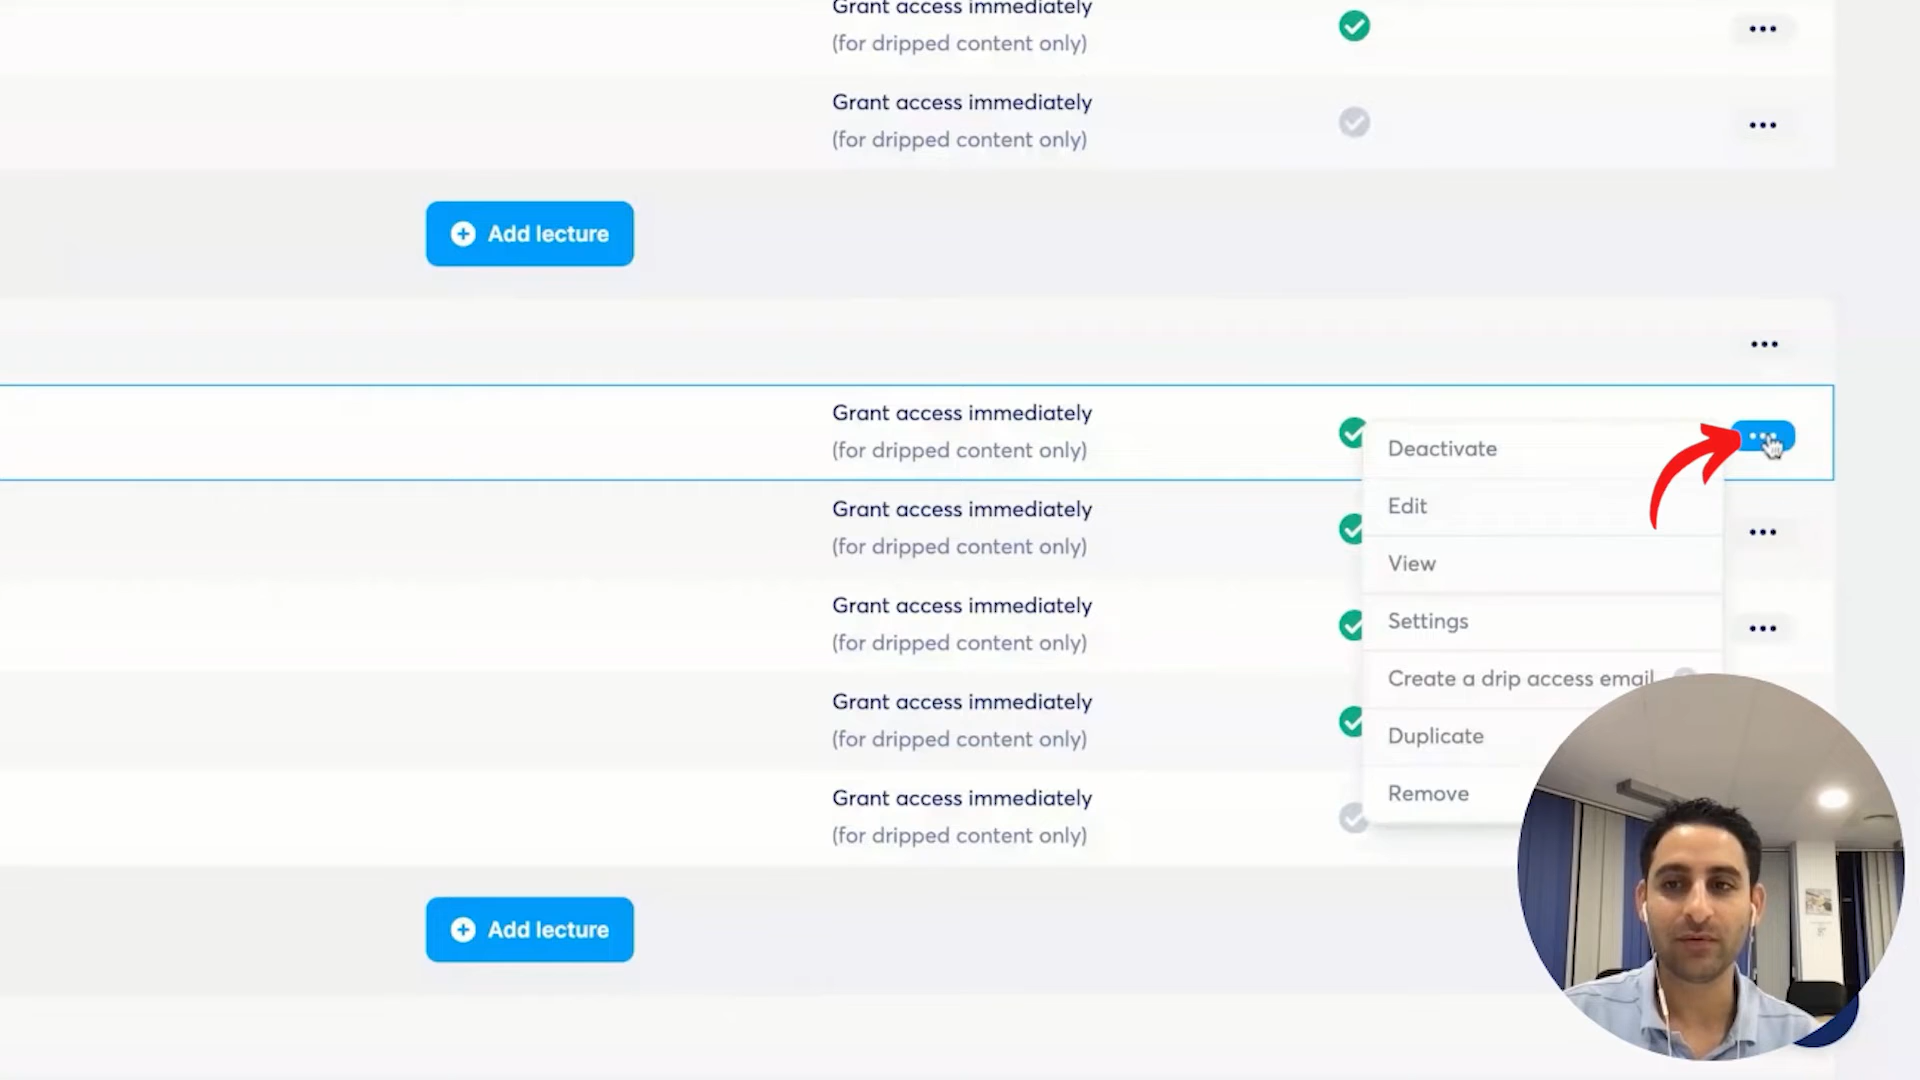 Grant access immediately
(for dripped content only)
Grant access immediately
(for dripped content only)
Add lecture
Grant access immediately
(for dripped content only)
Deactivate
Edit
Grant access immediately
(for dripped content only)
View
Grant access immediately
(for dripped content only)
Settings
Create a drip access email
Grant access immediately
(for dripped content only)
Duplicate
Remove
Grant access immediately
(for dripped content only)
Add lecture